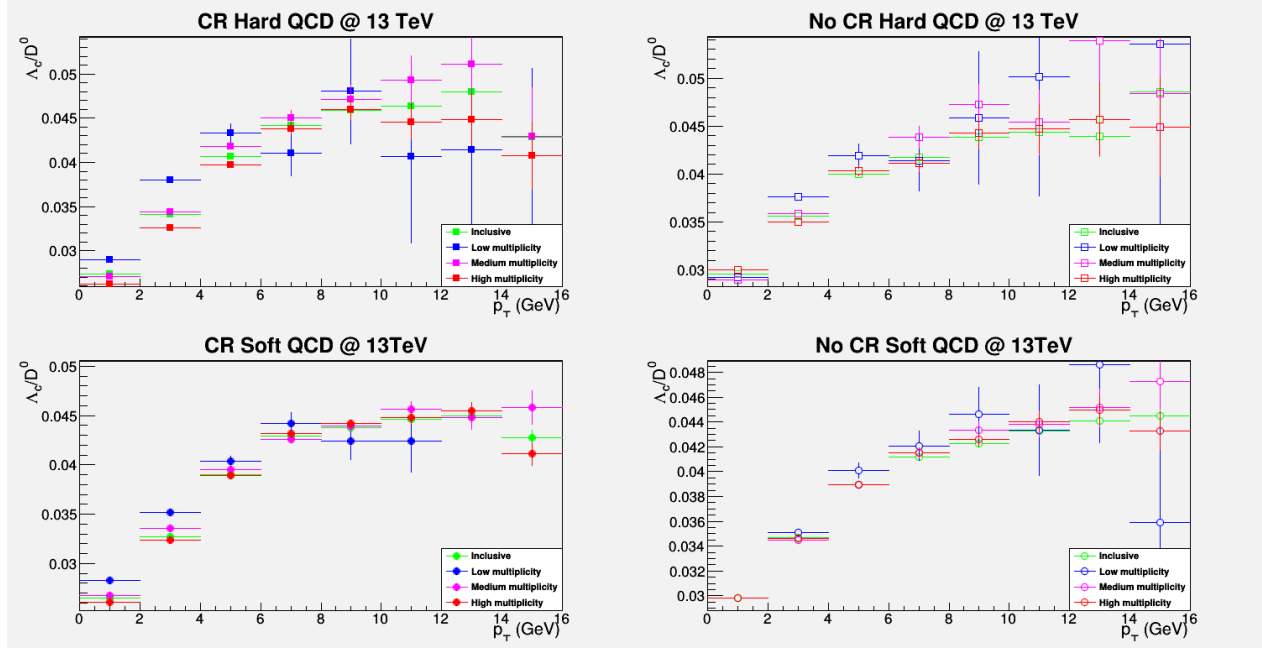 CR Hard QCD @ 13 TeV
Λc/D⁰
0.05
0.045
0.04
0.035
0.03
0 2 4 6 8 10 12 14 16
p_T (GeV)
Inclusive
Low multiplicity
Medium multiplicity
High multiplicity
No CR Hard QCD @ 13 TeV
Λc/D⁰
0.05
0.045
0.04
0.035
0.03
0 2 4 6 8 10 12 14 16
p_T (GeV)
Inclusive
Low multiplicity
Medium multiplicity
High multiplicity
CR Soft QCD @ 13TeV
Λc/D⁰
0.05
0.045
0.04
0.035
0.03
0 2 4 6 8 10 12 14 16
p_T (GeV)
Inclusive
Low multiplicity
Medium multiplicity
High multiplicity
No CR Soft QCD @ 13TeV
Λc/D⁰
0.048
0.046
0.044
0.042
0.04
0.038
0.036
0.034
0.032
0.03
0 2 4 6 8 10 12 14 16
p_T (GeV)
Inclusive
Low multiplicity
Medium multiplicity
High multiplicity